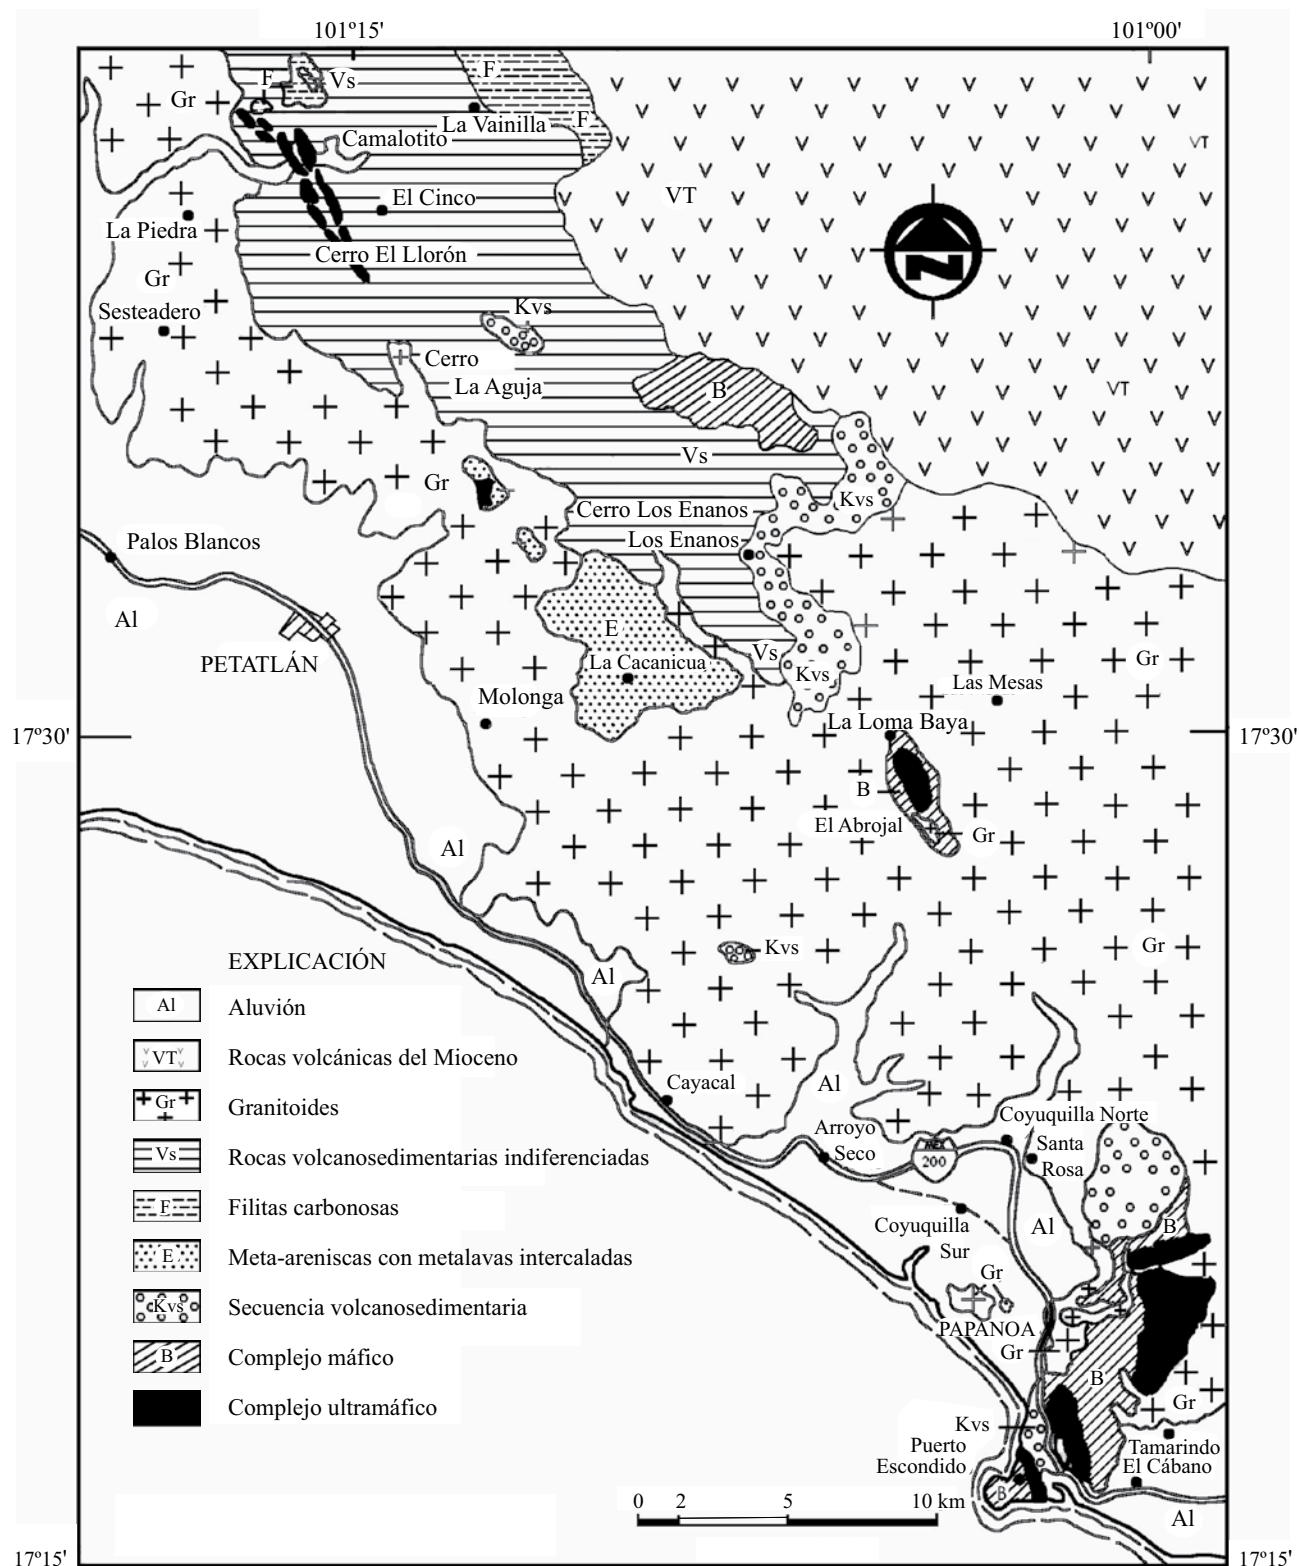 101º15'
101º00'
F
Vs
F
Gr
La Vainilla
F
Camalotito
VT
VT
El Cinco
La Piedra
Cerro El Llorón
Gr
N
Sesteadero
Kvs
Cerro
La Aguja
B
VT
Vs
Gr
Kvs
Cerro Los Enanos
Los Enanos
Palos Blancos
Al
E
PETATLÁN
La Cacanicua
Vs
Kvs
Gr
Las Mesas
Molonga
La Loma Baya
17º30'
17º30'
B
El Abrojal
Gr
Al
Kvs
Gr
Al
EXPLICACIÓN
Al
Aluvión
VT
Rocas volcánicas del Mioceno
Gr
Granitoides
Vs
Rocas volcanosedimentarias indiferenciadas
F
Filitas carbonosas
E
Meta-areniscas con metalavas intercaladas
Kvs
Secuencia volcanosedimentaria
B
Complejo máfico
Complejo ultramáfico
Cayacal
Al
Arroyo
Seco
MEX
200
Coyuquilla Norte
Santa
Rosa
Coyuquilla
Sur
Al
B
Gr
PAPANOA
Gr
B
Gr
Kvs
Puerto
Escondido
Tamarindo
El Cábano
B
Al
0 2 5 10 km
17º15'
17º15'